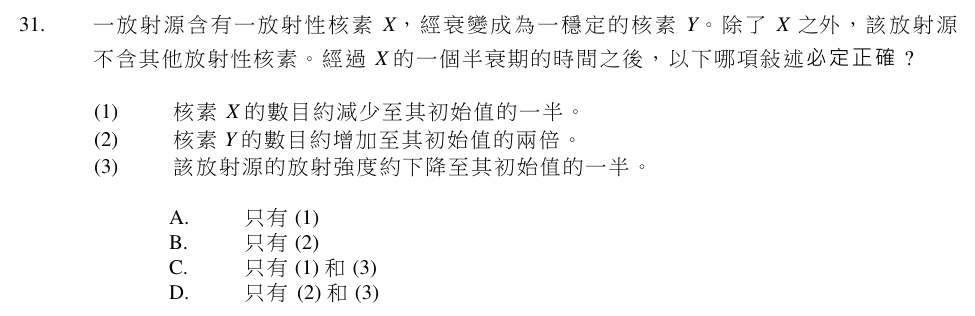 31. 一放射源含有一放射性核素 X，經衰變成為一穩定的核素 Y。除了 X 之外，該放射源
不含其他放射性核素。經過 X 的一個半衰期的時間之後，以下哪項敍述必定正確？
(1) 核素 X 的數目約減少至其初始值的一半。
(2) 核素 Y 的數目約增加至其初始值的兩倍。
(3) 該放射源的放射強度約下降至其初始值的一半。
A. 只有 (1)
B. 只有 (2)
C. 只有 (1) 和 (3)
D. 只有 (2) 和 (3)